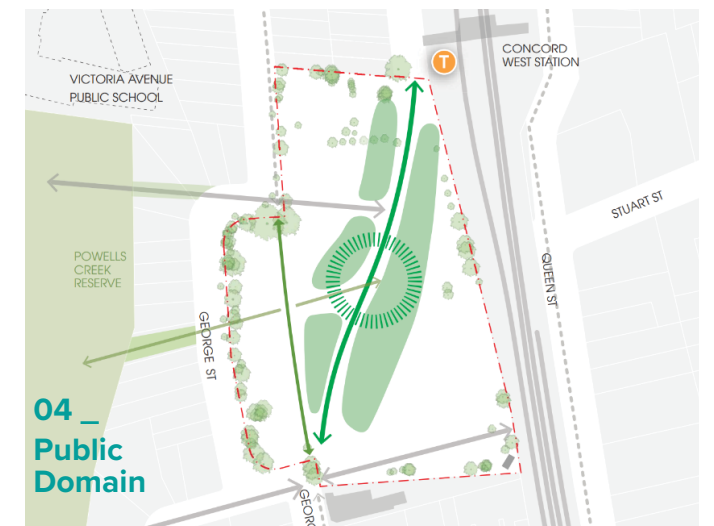 VICTORIA AVENUE
PUBLIC SCHOOL
T
CONCORD
WEST STATION
STUART ST
POWELLS
CREEK
RESERVE
QUEEN ST
GEORGE ST
04 _
Public
Domain
GEORG